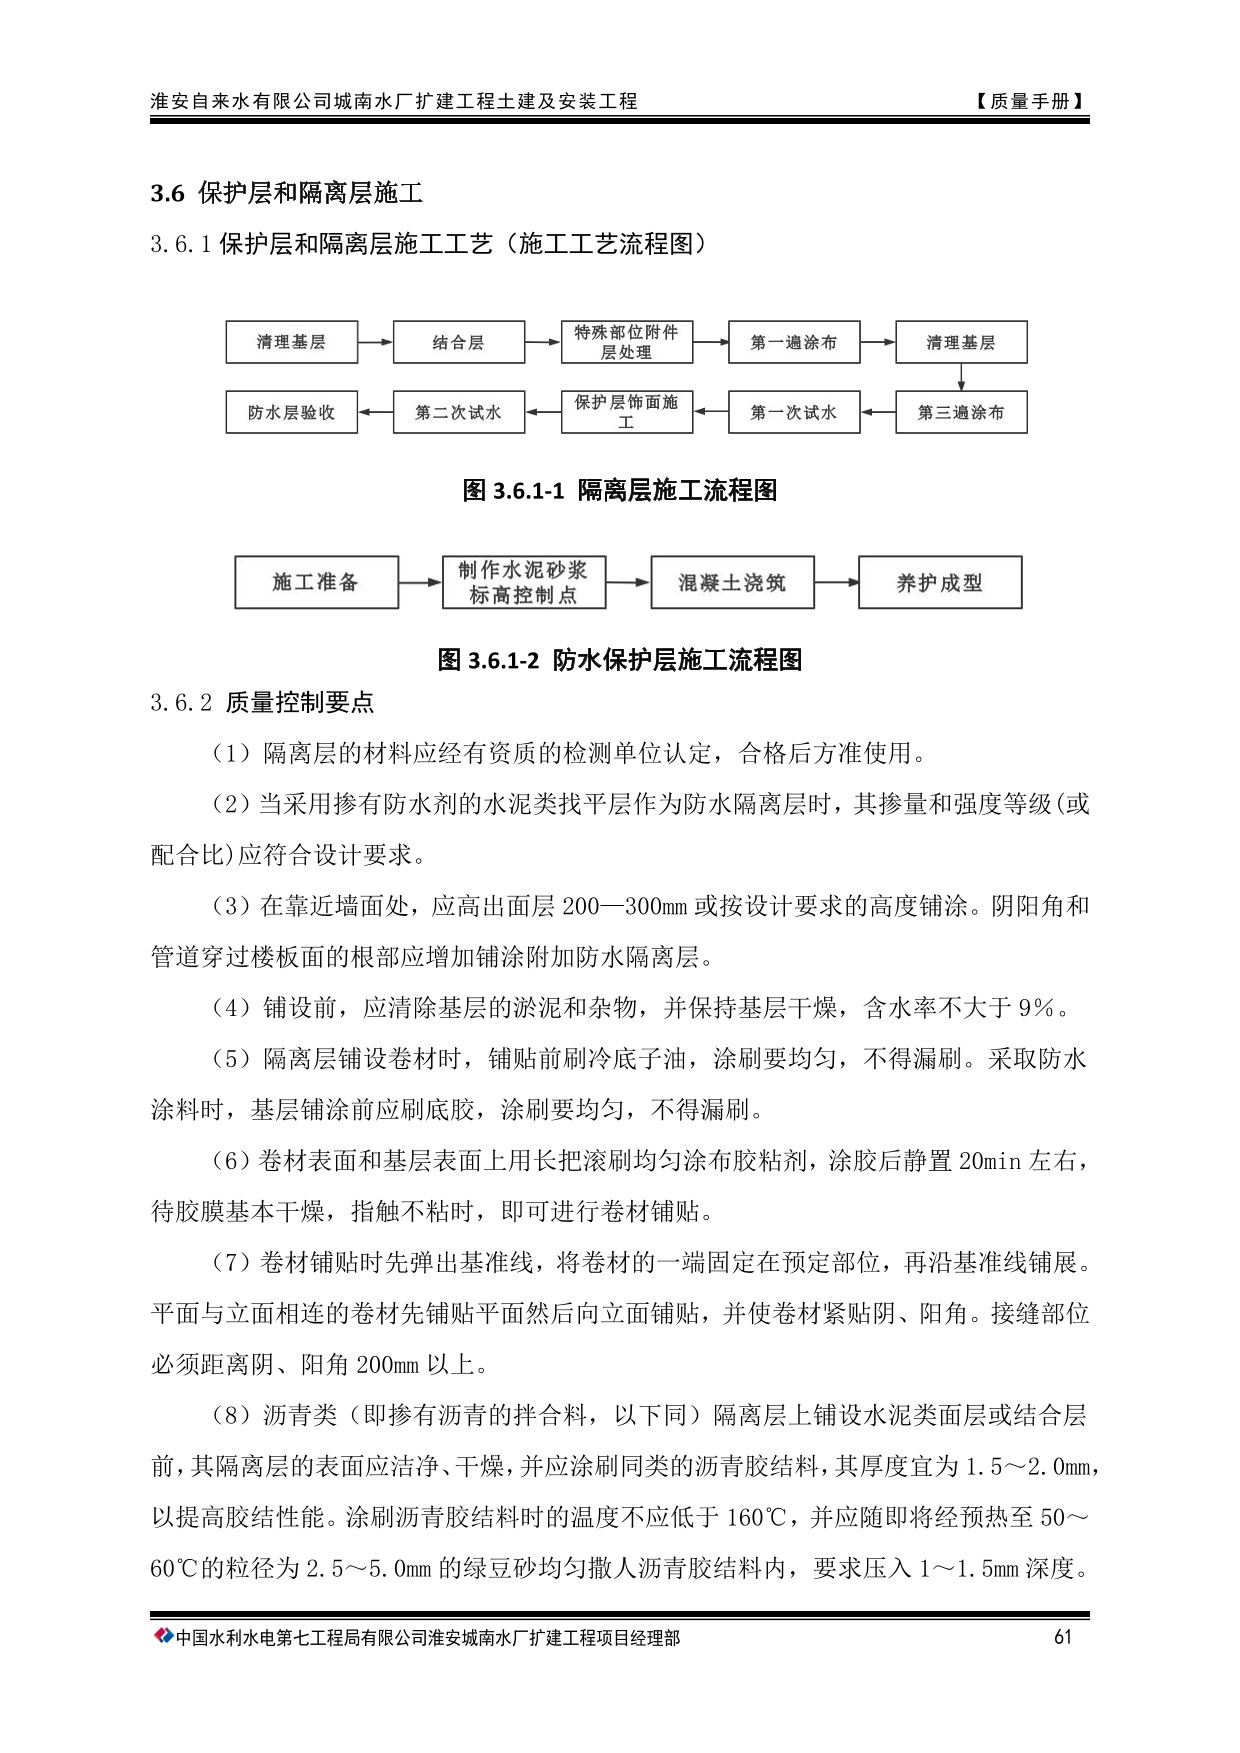 淮安自来水有限公司城南水厂扩建工程土建及安装工程 【质量手册】
3.6 保护层和隔离层施工
3.6.1 保护层和隔离层施工工艺（施工工艺流程图）
清理基层 结合层 特殊部位附件 第一遍涂布 清理基层
层处理
防水层验收 第二次试水 保护层饰面施 第一次试水 第三遍涂布
工
图 3.6.1-1 隔离层施工流程图
施工准备 制作水泥砂浆 混凝土浇筑 养护成型
标高控制点
图 3.6.1-2 防水保护层施工流程图
3.6.2 质量控制要点
（1）隔离层的材料应经有资质的检测单位认定，合格后方准使用。
（2）当采用掺有防水剂的水泥类找平层作为防水隔离层时，其掺量和强度等级(或
配合比)应符合设计要求。
（3）在靠近墙面处，应高出面层 200—300mm 或按设计要求的高度铺涂。阴阳角和
管道穿过楼板面的根部应增加铺涂附加防水隔离层。
（4）铺设前，应清除基层的淤泥和杂物，并保持基层干燥，含水率不大于 9％。
（5）隔离层铺设卷材时，铺贴前刷冷底子油，涂刷要均匀，不得漏刷。采取防水
涂料时，基层铺涂前应刷底胶，涂刷要均匀，不得漏刷。
（6）卷材表面和基层表面上用长把滚刷均匀涂布胶粘剂，涂胶后静置 20min 左右，
待胶膜基本干燥，指触不粘时，即可进行卷材铺贴。
（7）卷材铺贴时先弹出基准线，将卷材的一端固定在预定部位，再沿基准线铺展。
平面与立面相连的卷材先铺贴平面然后向立面铺贴，并使卷材紧贴阴、阳角。接缝部位
必须距离阴、阳角 200mm 以上。
（8）沥青类（即掺有沥青的拌合料，以下同）隔离层上铺设水泥类面层或结合层
前，其隔离层的表面应洁净、干燥，并应涂刷同类的沥青胶结料，其厚度宜为 1.5～2.0mm，
以提高胶结性能。涂刷沥青胶结料时的温度不应低于 160℃，并应随即将经预热至 50～
60℃的粒径为 2.5～5.0mm 的绿豆砂均匀撒人沥青胶结料内，要求压入 1～1.5mm 深度。
中国水利水电第七工程局有限公司淮安城南水厂扩建工程项目经理部 61